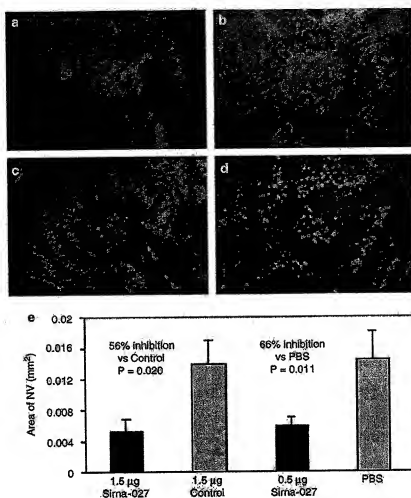 a
b
c
d
e
0.02
0.016
0.012
0.008
0.004
0
Area of NV (mm²)
56% inhibition
vs Control
P = 0.020
66% inhibition
vs PBS
P = 0.011
1.5 µg
Sirna-027
1.5 µg
Control
0.5 µg
Sirna-027
PBS